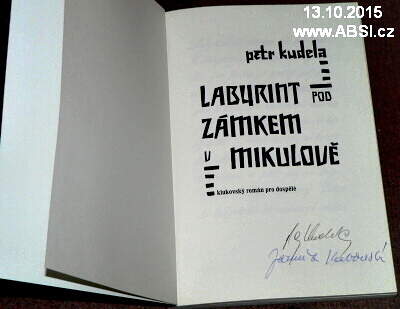 13.10.2015
www.ABSI.cz
petr kudela
LABYRINT POD
ZÁMKEM
V MIKULOVĚ
klukovský román pro dospělé